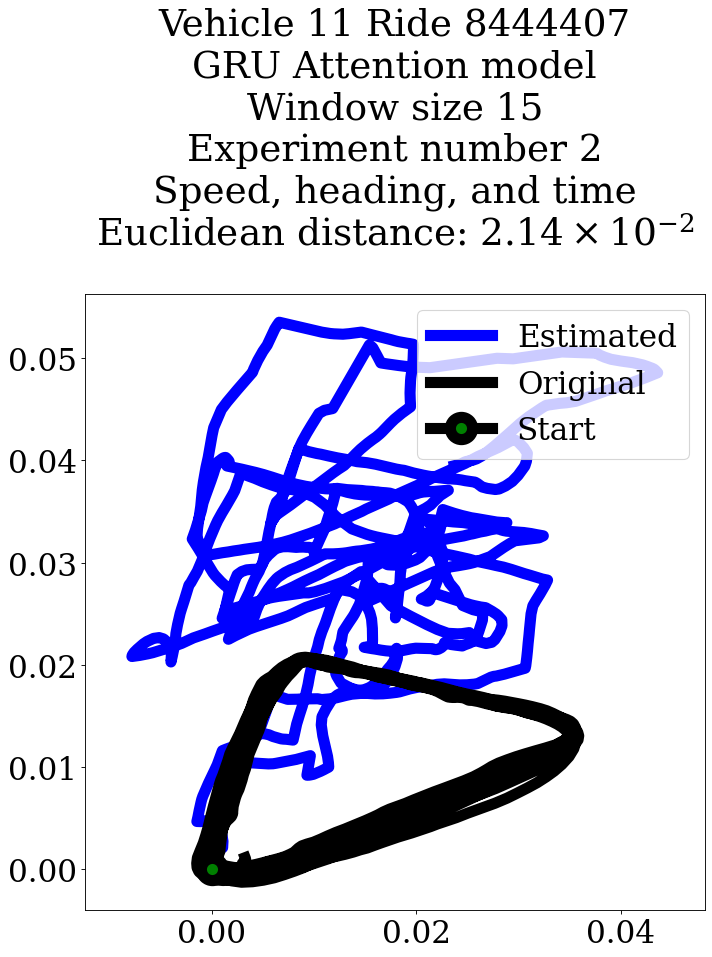 Vehicle 11 Ride 8444407
GRU Attention model
Window size 15
Experiment number 2
Speed, heading, and time
Euclidean distance: 2.14 × 10⁻²
Estimated
Original
Start
0.05
0.04
0.03
0.02
0.01
0.00
0.00 0.02 0.04